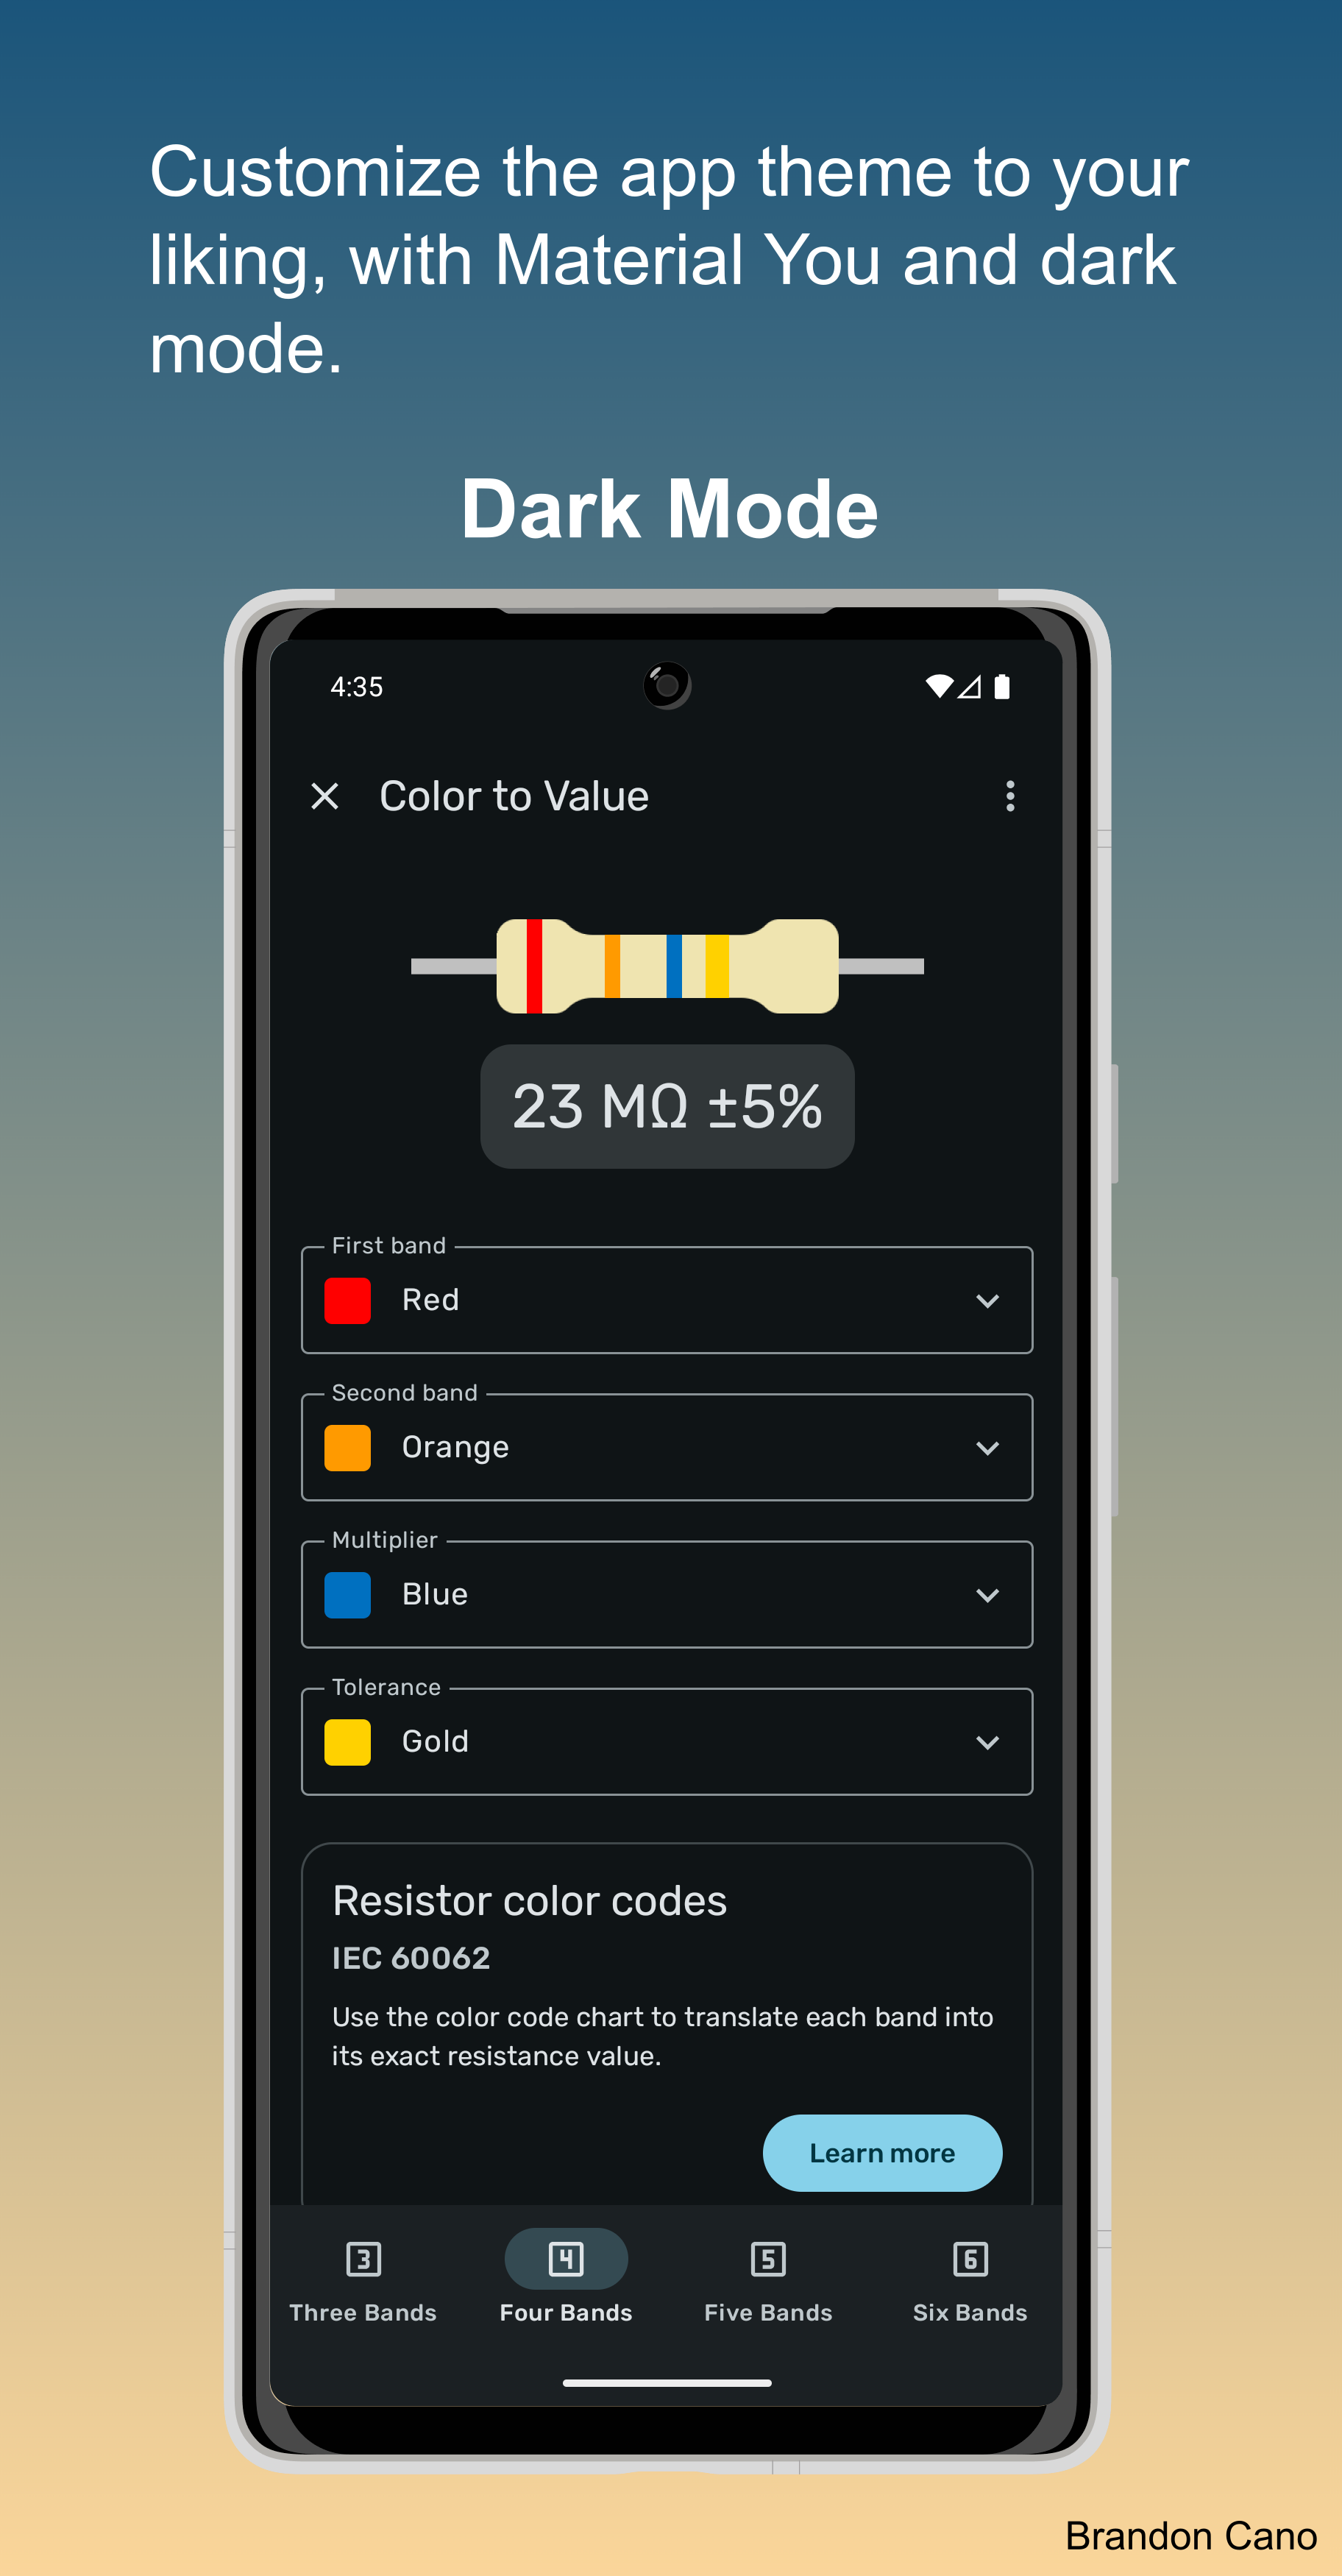 Customize the app theme to your
liking, with Material You and dark
mode.
Dark Mode
4:35
Color to Value
23 MΩ ±5%
First band
Red
Second band
Orange
Multiplier
Blue
Tolerance
Gold
Resistor color codes
IEC 60062
Use the color code chart to translate each band into
its exact resistance value.
Learn more
3 4 5 6
Three Bands Four Bands Five Bands Six Bands
Brandon Cano